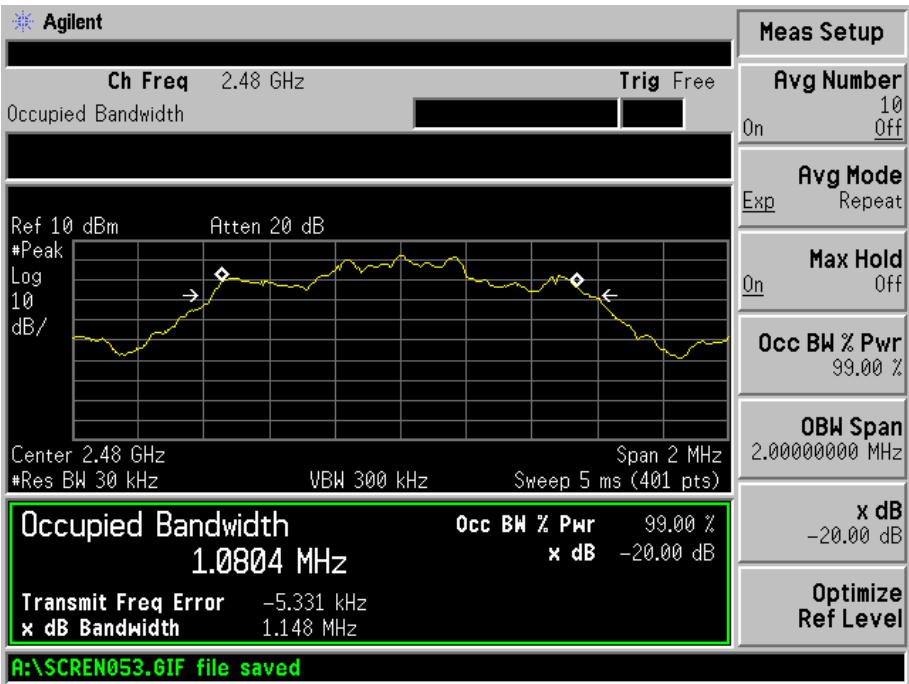 Agilent
Ch Freq 2.48 GHz Trig Free
Occupied Bandwidth
Ref 10 dBm Atten 20 dB
#Peak
Log
10
dB/
Center 2.48 GHz Span 2 MHz
#Res BW 30 kHz VBW 300 kHz Sweep 5 ms (401 pts)
Occupied Bandwidth
1.0804 MHz
Occ BW % Pwr 99.00 %
x dB -20.00 dB
Transmit Freq Error -5.331 kHz
x dB Bandwidth 1.148 MHz
A:\SCREN053.GIF file saved
Meas Setup
Avg Number
10
On Off
Avg Mode
Exp Repeat
Max Hold
On Off
Occ BW % Pwr
99.00 %
OBW Span
2.00000000 MHz
x dB
-20.00 dB
Optimize
Ref Level